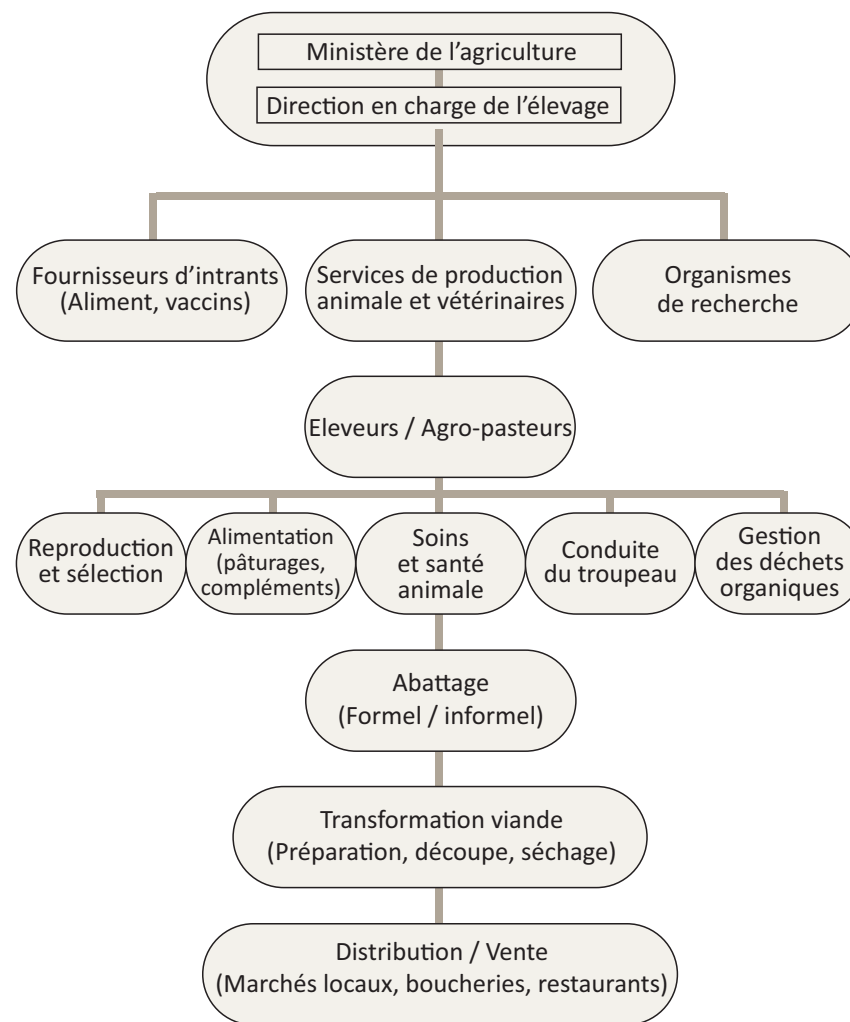 Ministère de l’agriculture
Direction en charge de l’élevage
Fournisseurs d’intrants
(Aliment, vaccins)
Services de production
animale et vétérinaires
Organismes
de recherche
Eleveurs / Agro-pasteurs
Reproduction
et sélection
Alimentation
(pâturages,
compléments)
Soins
et santé
animale
Conduite
du troupeau
Gestion
des déchets
organiques
Abattage
(Formel / informel)
Transformation viande
(Préparation, découpe, séchage)
Distribution / Vente
(Marchés locaux, boucheries, restaurants)